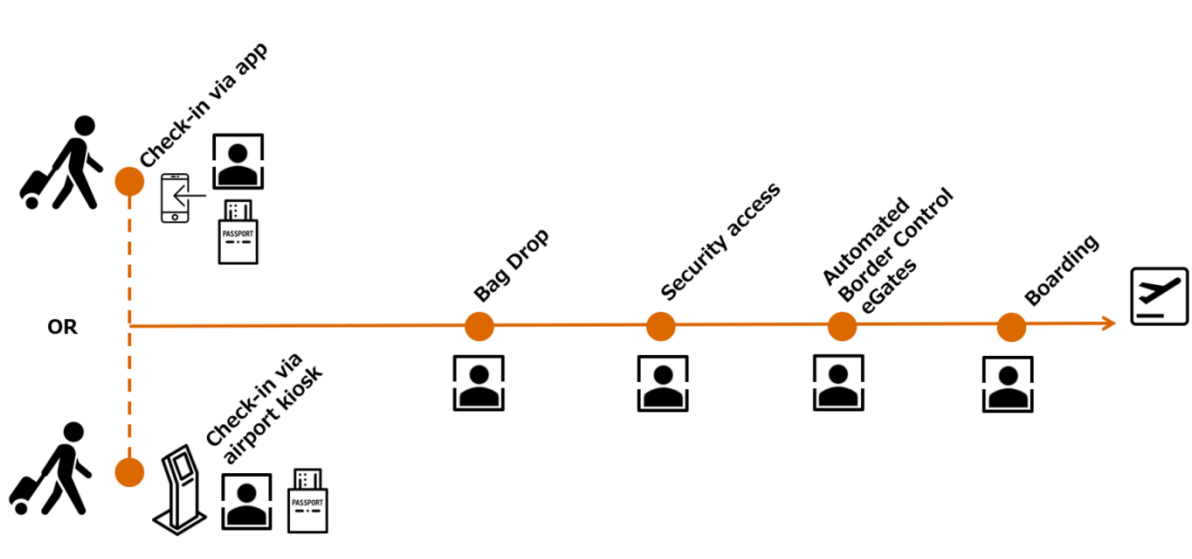 Check-in via app
PASSPORT
Bag Drop
Security access
Automated
Border Control
eGates
Boarding
OR
Check-in via
airport kiosk
PASSPORT